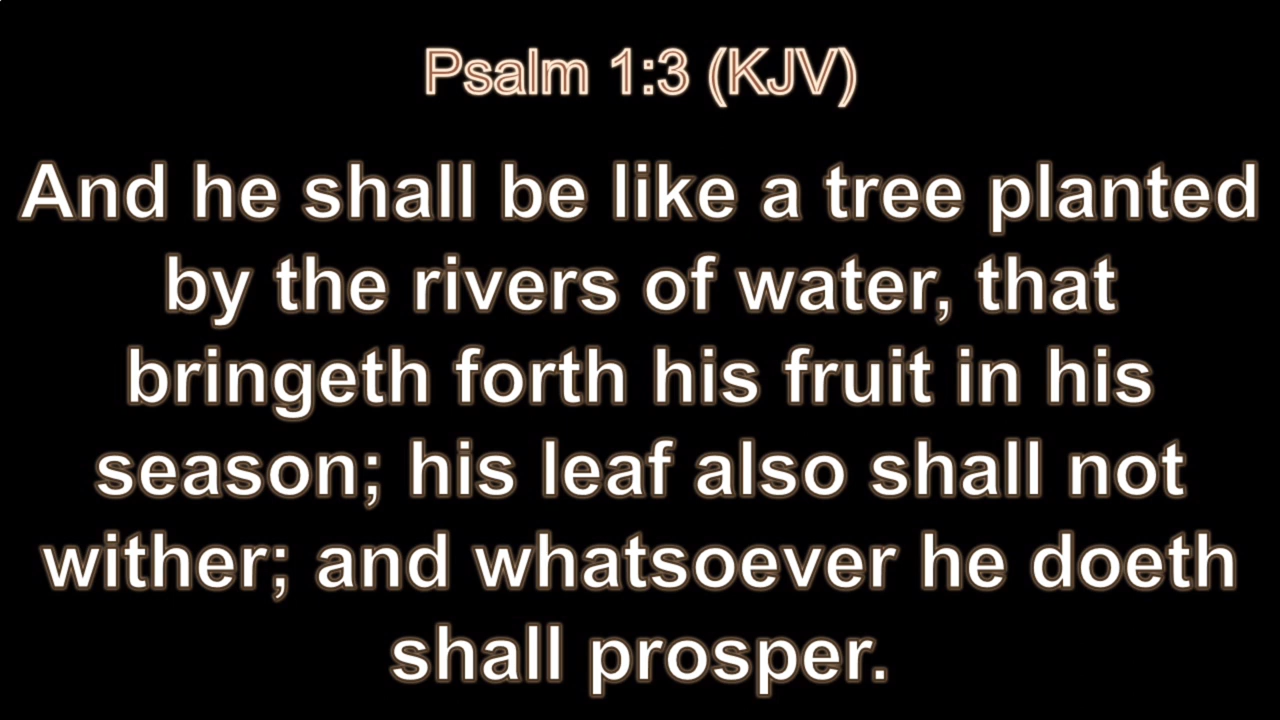 Psalm 1:3 (KJV)
And he shall be like a tree planted
by the rivers of water, that
bringeth forth his fruit in his
season; his leaf also shall not
wither; and whatsoever he doeth
shall prosper.